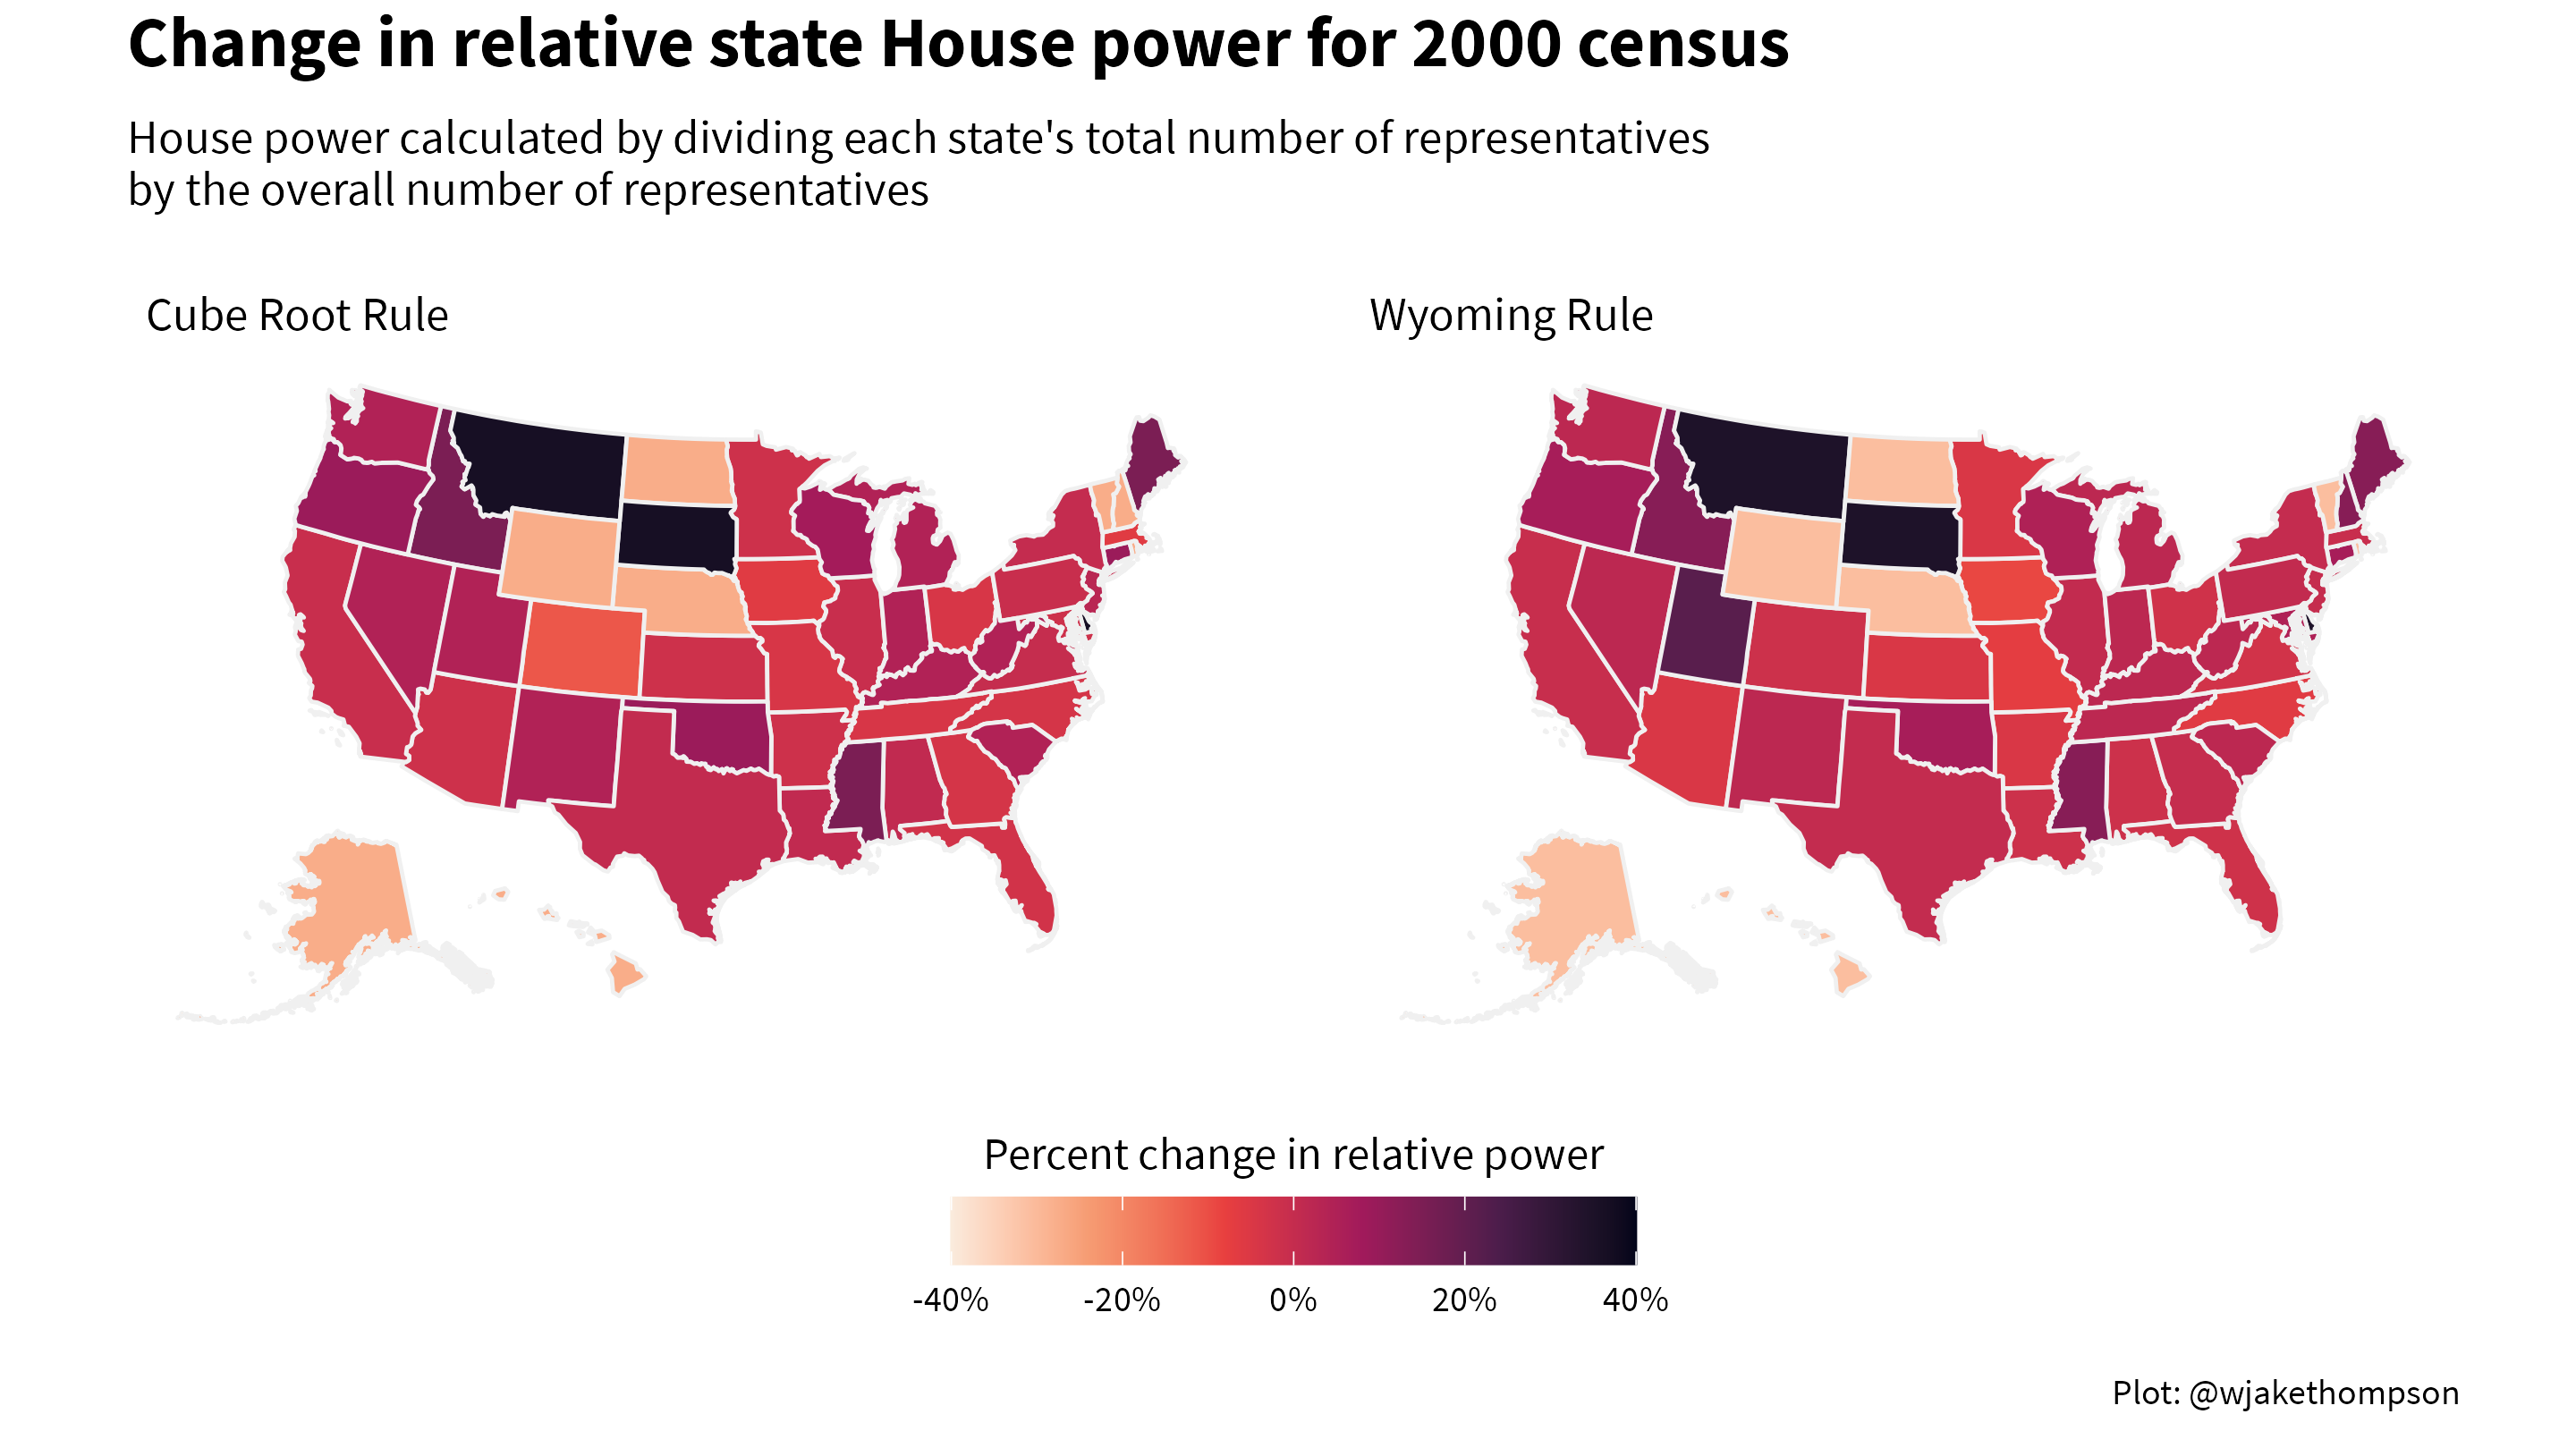 Change in relative state House power for 2000 census
House power calculated by dividing each state's total number of representatives
by the overall number of representatives
Cube Root Rule
Wyoming Rule
Percent change in relative power
-40%
-20%
0%
20%
40%
Plot: @wjakethompson